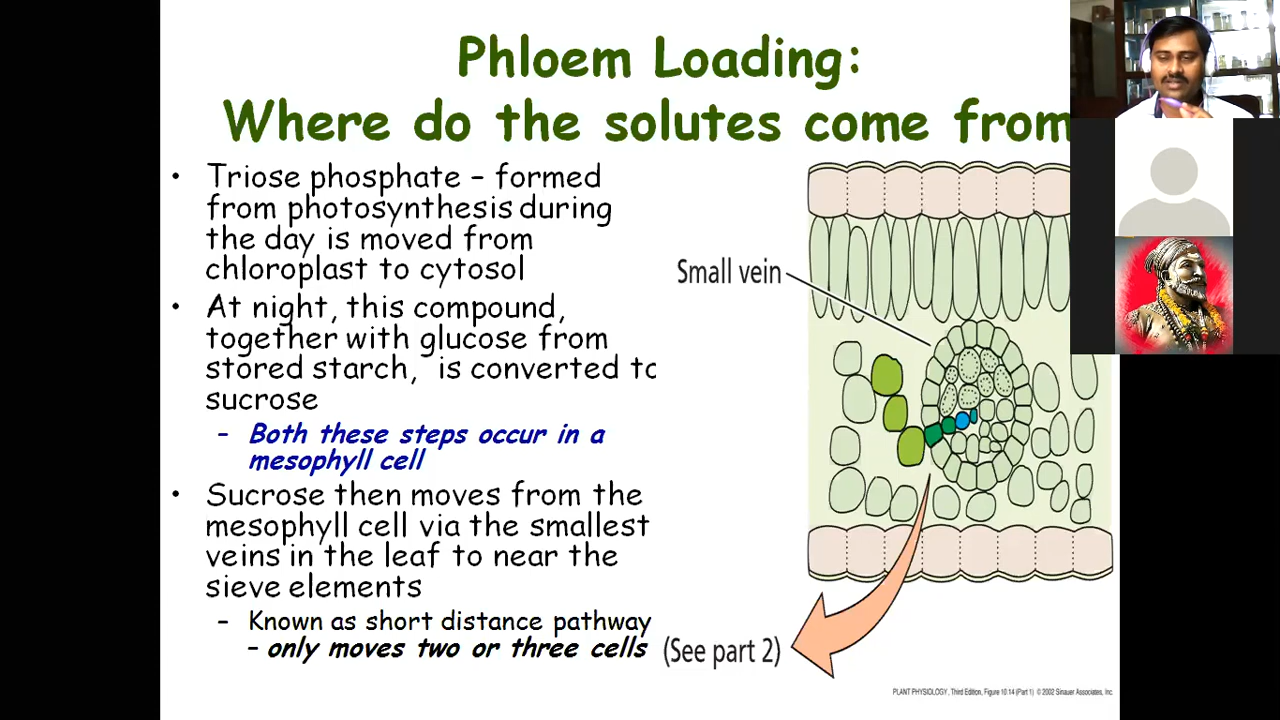 Phloem Loading:
Where do the solutes come from
• Triose phosphate – formed
from photosynthesis during
the day is moved from
chloroplast to cytosol
• At night, this compound,
together with glucose from
stored starch, is converted to
sucrose
– Both these steps occur in a
mesophyll cell
• Sucrose then moves from the
mesophyll cell via the smallest
veins in the leaf to near the
sieve elements
– Known as short distance pathway
– only moves two or three cells
Small vein
(See part 2)
PLANT PHYSIOLOGY, Third Edition, Figure 10.14 (Part 1) © 2002 Sinauer Associates, Inc.